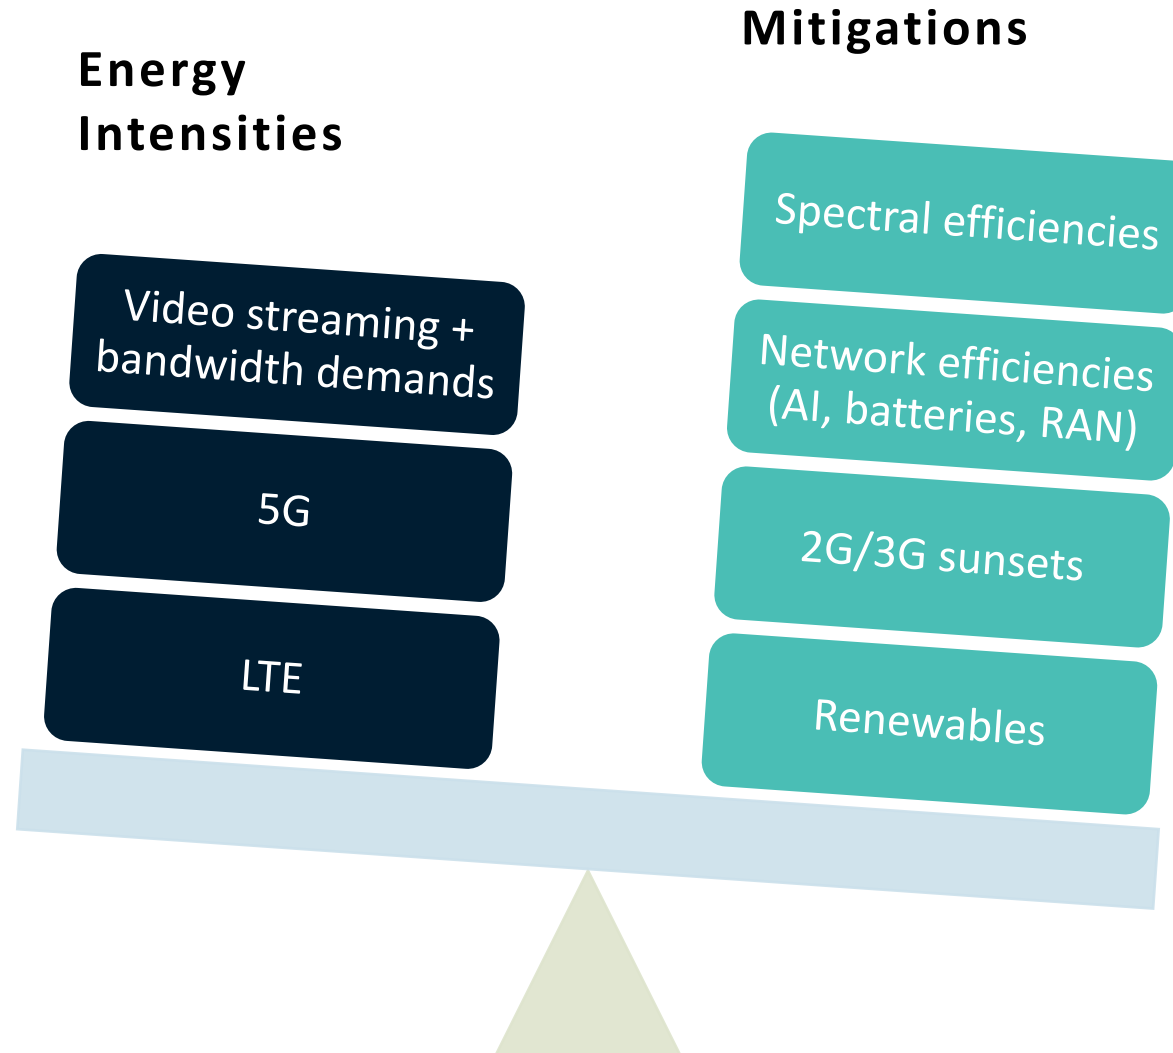 Energy
Intensities
Video streaming +
bandwidth demands
5G
LTE
Mitigations
Spectral efficiencies
Network efficiencies
(AI, batteries, RAN)
2G/3G sunsets
Renewables